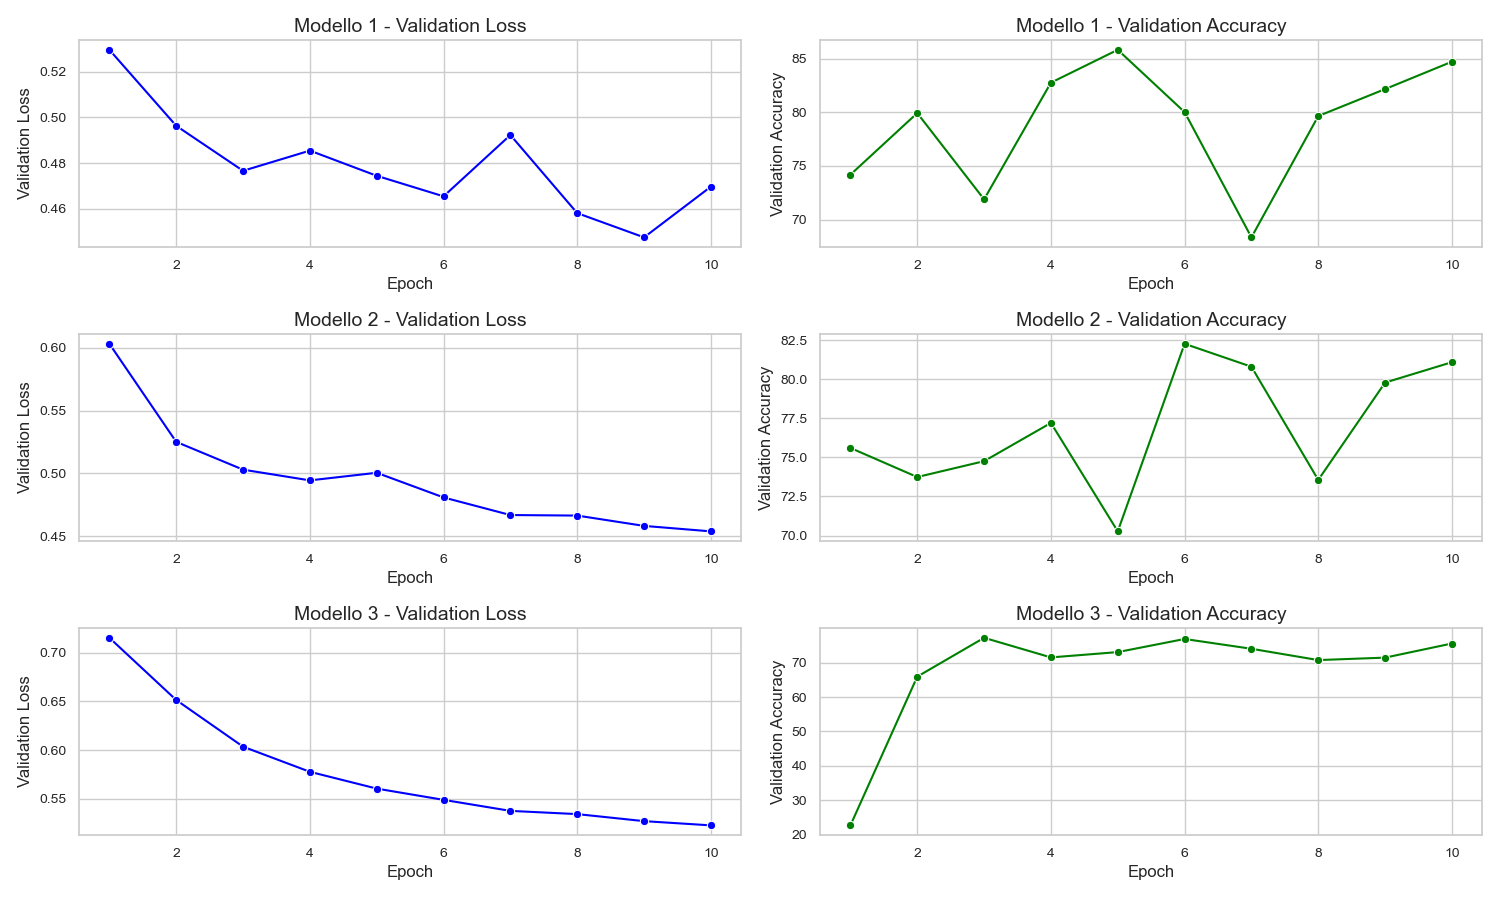 Modello 1 - Validation Loss
Validation Loss
0.52
0.50
0.48
0.46
2 4 6 8 10
Epoch
Modello 1 - Validation Accuracy
Validation Accuracy
85
80
75
70
2 4 6 8 10
Epoch
Modello 2 - Validation Loss
Validation Loss
0.60
0.55
0.50
0.45
2 4 6 8 10
Epoch
Modello 2 - Validation Accuracy
Validation Accuracy
82.5
80.0
77.5
75.0
72.5
70.0
2 4 6 8 10
Epoch
Modello 3 - Validation Loss
Validation Loss
0.70
0.65
0.60
0.55
2 4 6 8 10
Epoch
Modello 3 - Validation Accuracy
Validation Accuracy
70
60
50
40
30
20
2 4 6 8 10
Epoch